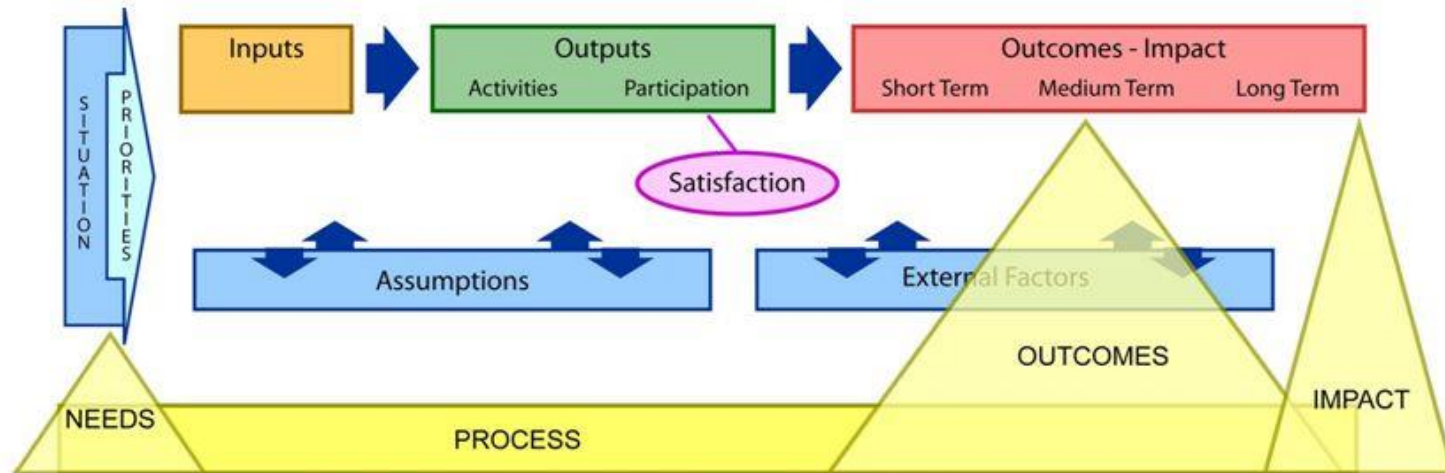 SITUATION
PRIORITIES
Inputs
Outputs
Activities Participation
Outcomes - Impact
Short Term Medium Term Long Term
Satisfaction
Assumptions
External Factors
NEEDS
PROCESS
OUTCOMES
IMPACT